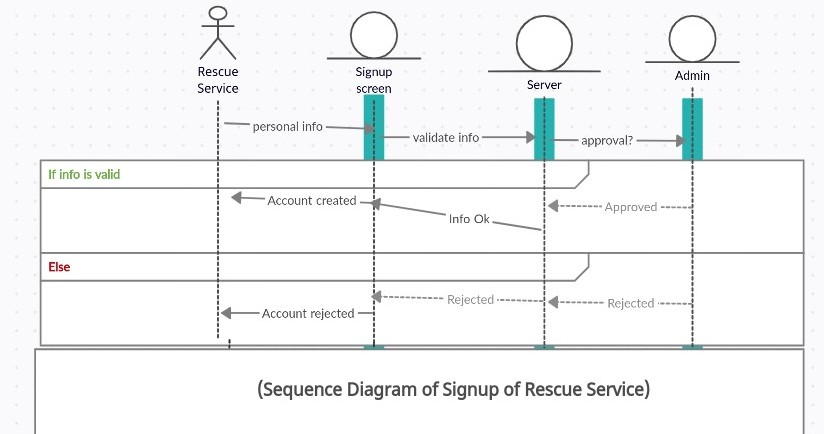 Rescue
Service
Signup
screen
Server
Admin
personal info
validate info
approval?
If info is valid
Account created
Info Ok
Approved
Else
Rejected
Rejected
Account rejected
(Sequence Diagram of Signup of Rescue Service)